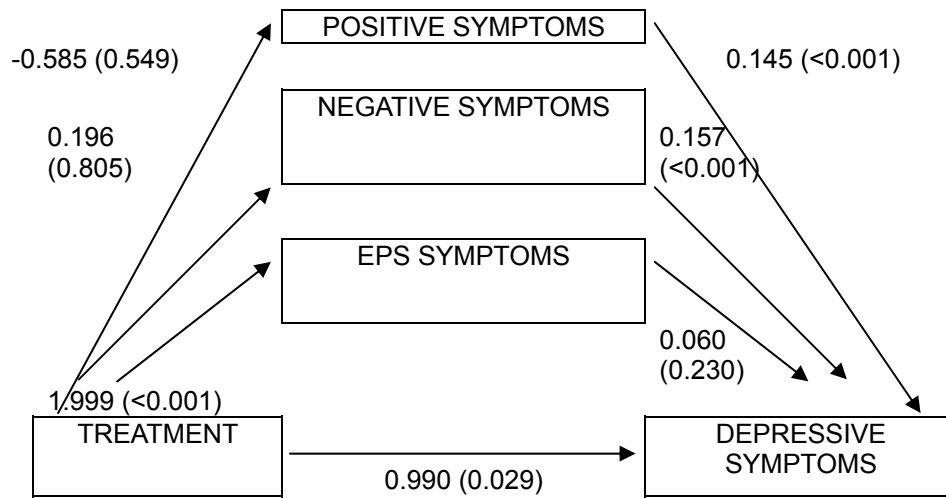 POSITIVE SYMPTOMS
-0.585 (0.549)
0.145 (<0.001)
NEGATIVE SYMPTOMS
0.196
(0.805)
0.157
(<0.001)
EPS SYMPTOMS
0.060
(0.230)
1.999 (<0.001)
TREATMENT
DEPRESSIVE
SYMPTOMS
0.990 (0.029)